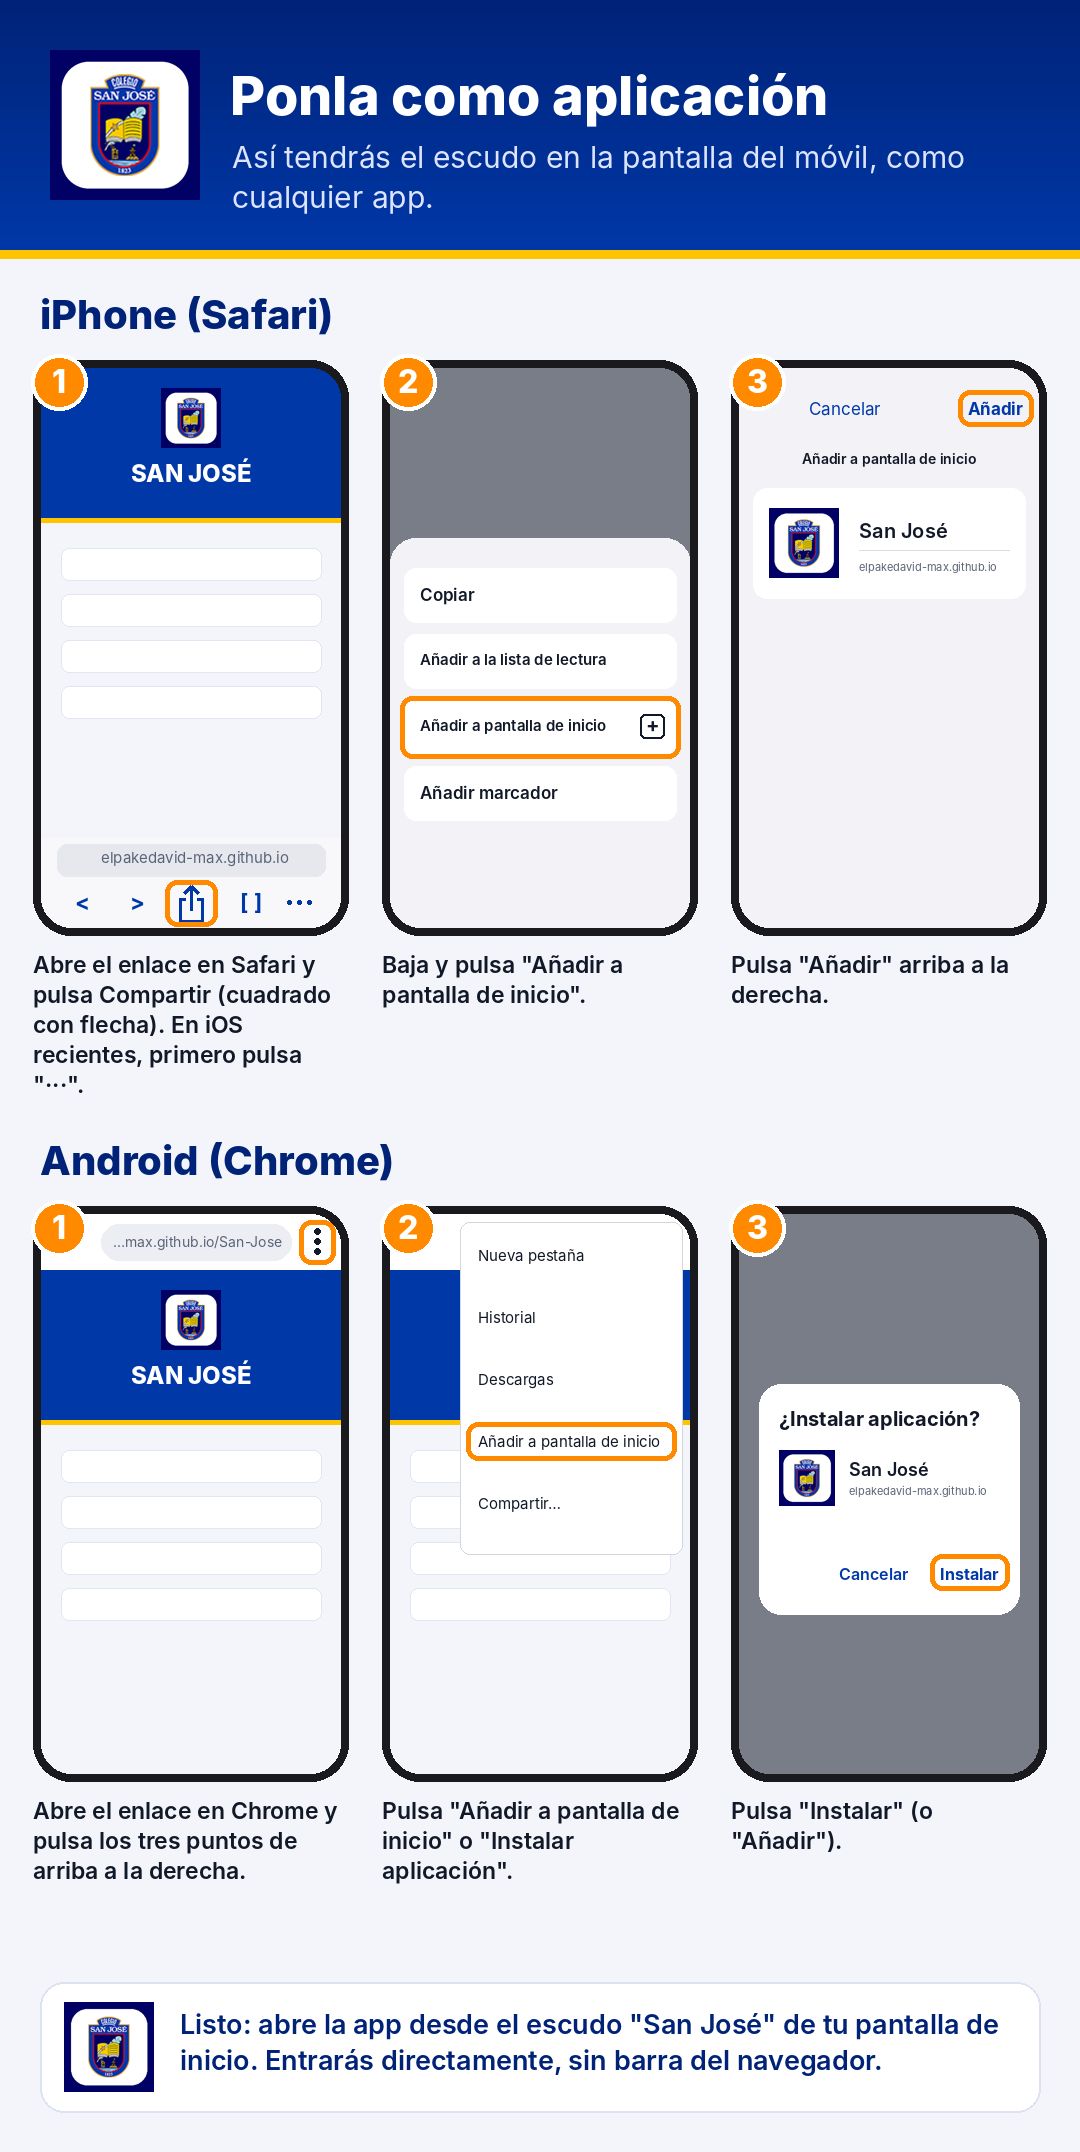 COLEGIO
SAN JOSÉ
1823
Ponla como aplicación
Así tendrás el escudo en la pantalla del móvil, como
cualquier app.
iPhone (Safari)
1
SAN JOSÉ
elpakedavid-max.github.io
< > [ ] ···
Abre el enlace en Safari y
pulsa Compartir (cuadrado
con flecha). En iOS
recientes, primero pulsa
"···".
2
Copiar
Añadir a la lista de lectura
Añadir a pantalla de inicio
Añadir marcador
Baja y pulsa "Añadir a
pantalla de inicio".
3
Cancelar Añadir
Añadir a pantalla de inicio
San José
elpakedavid-max.github.io
Pulsa "Añadir" arriba a la
derecha.
Android (Chrome)
1
...max.github.io/San-Jose
SAN JOSÉ
Abre el enlace en Chrome y
pulsa los tres puntos de
arriba a la derecha.
2
Nueva pestaña
Historial
Descargas
Añadir a pantalla de inicio
Compartir...
Pulsa "Añadir a pantalla de
inicio" o "Instalar
aplicación".
3
¿Instalar aplicación?
San José
elpakedavid-max.github.io
Cancelar Instalar
Pulsa "Instalar" (o
"Añadir").
Listo: abre la app desde el escudo "San José" de tu pantalla de
inicio. Entrarás directamente, sin barra del navegador.